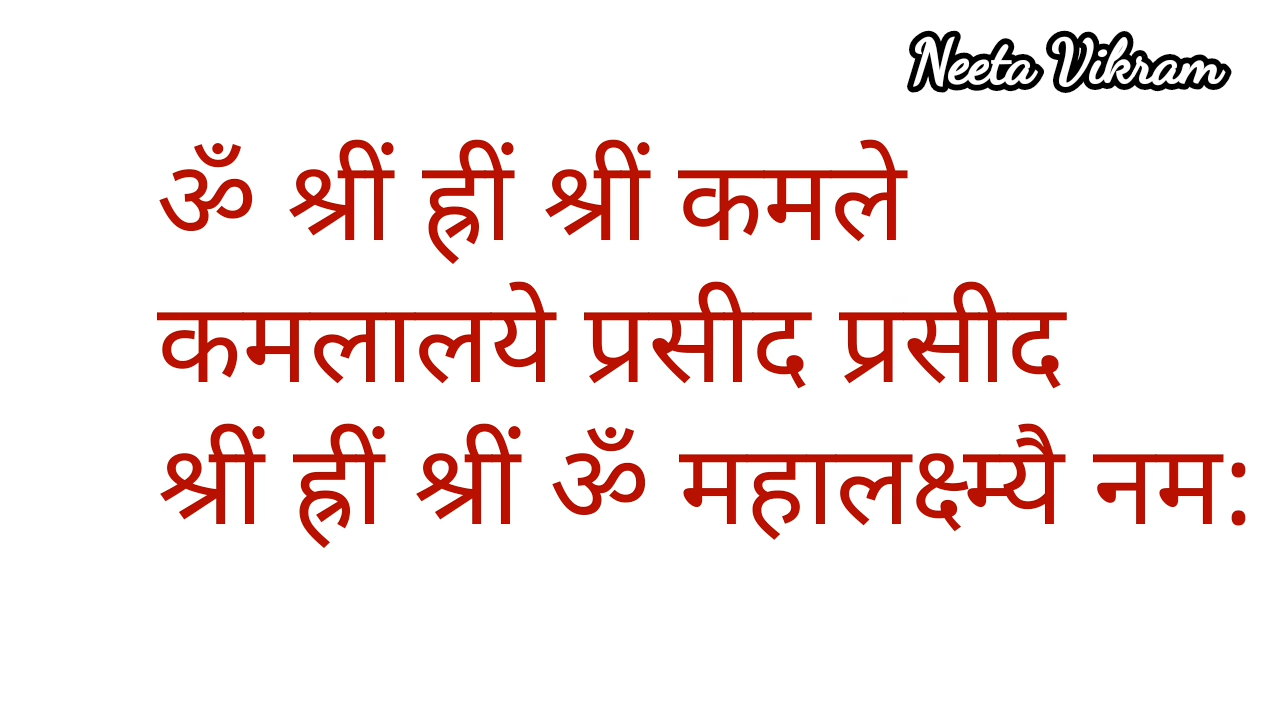 Neeta Vikram
ॐ श्रीं ह्रीं श्रीं कमले
कमलालये प्रसीद प्रसीद
श्रीं ह्रीं श्रीं ॐ महालक्ष्म्यै नम: